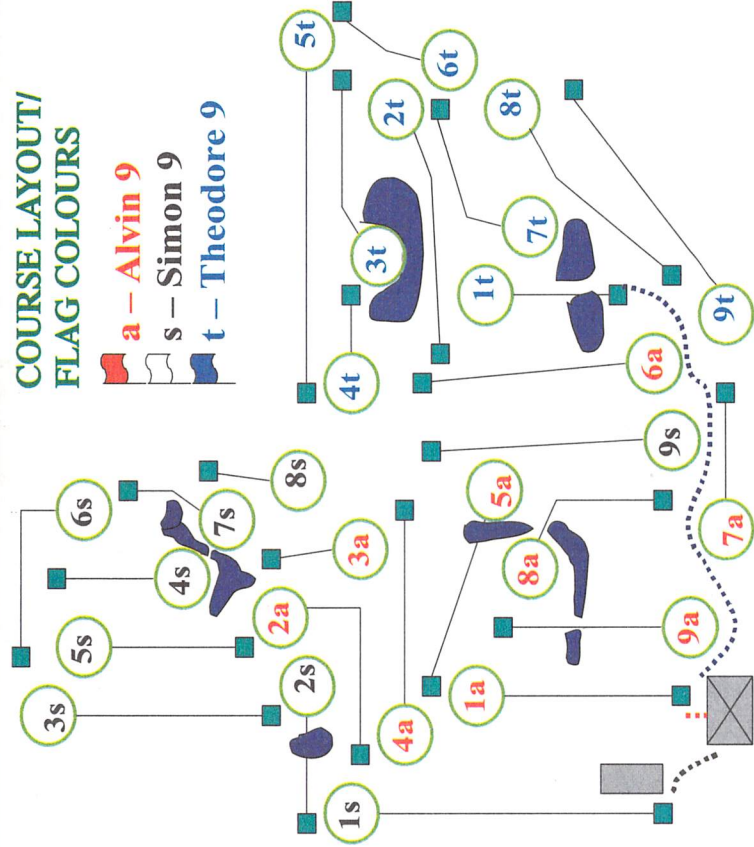 COURSE LAYOUT/
FLAG COLOURS
a – Alvin 9
s – Simon 9
t – Theodore 9
1s
2s
3s
4s
5s
6s
7s
8s
9s
1a
2a
3a
4a
5a
6a
7a
8a
9a
1t
2t
3t
4t
5t
6t
7t
8t
9t